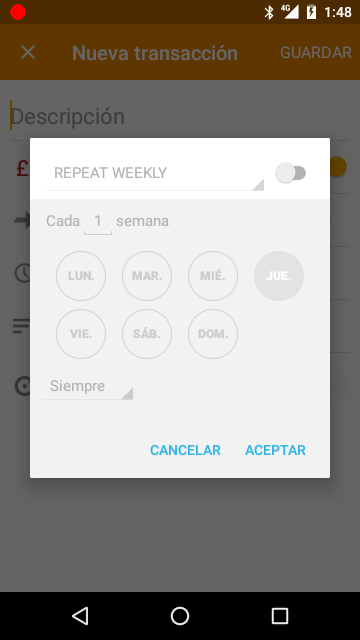 4G 1:48
Nueva transacción GUARDAR
Descripción
£
REPEAT WEEKLY
Cada 1 semana
LUN. MAR. MIÉ. JUE.
VIE. SÁB. DOM.
Siempre
CANCELAR ACEPTAR